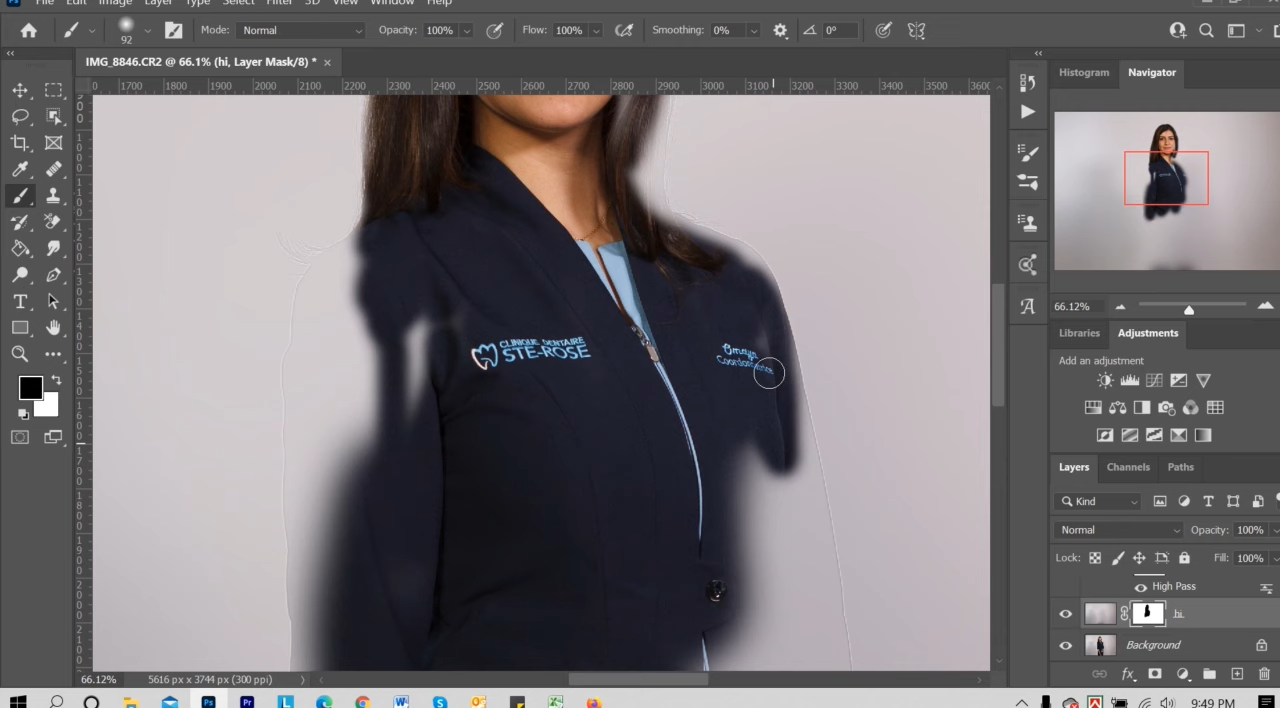 File Edit Image Layer Type Select Filter 3D View Window Help
92 Mode: Normal Opacity: 100% Flow: 100% Smoothing: 0% 0°
IMG_8846.CR2 @ 66.1% (hi, Layer Mask/8) * ×
0 1700 1800 1900 2000 2100 2200 2300 2400 2500 2600 2700 2800 2900 3000 3100 3200 3300 3400 3500 3600
Histogram Navigator
66.12%
Libraries Adjustments
Add an adjustment
CLINIQUE DENTAIRE
STE-ROSE
Omaya
Layers Channels Paths
Kind
Normal Opacity: 100%
Lock: Fill: 100%
High Pass
hi
Background
66.12% 5616 px x 3744 px (300 ppi)
9:49 PM